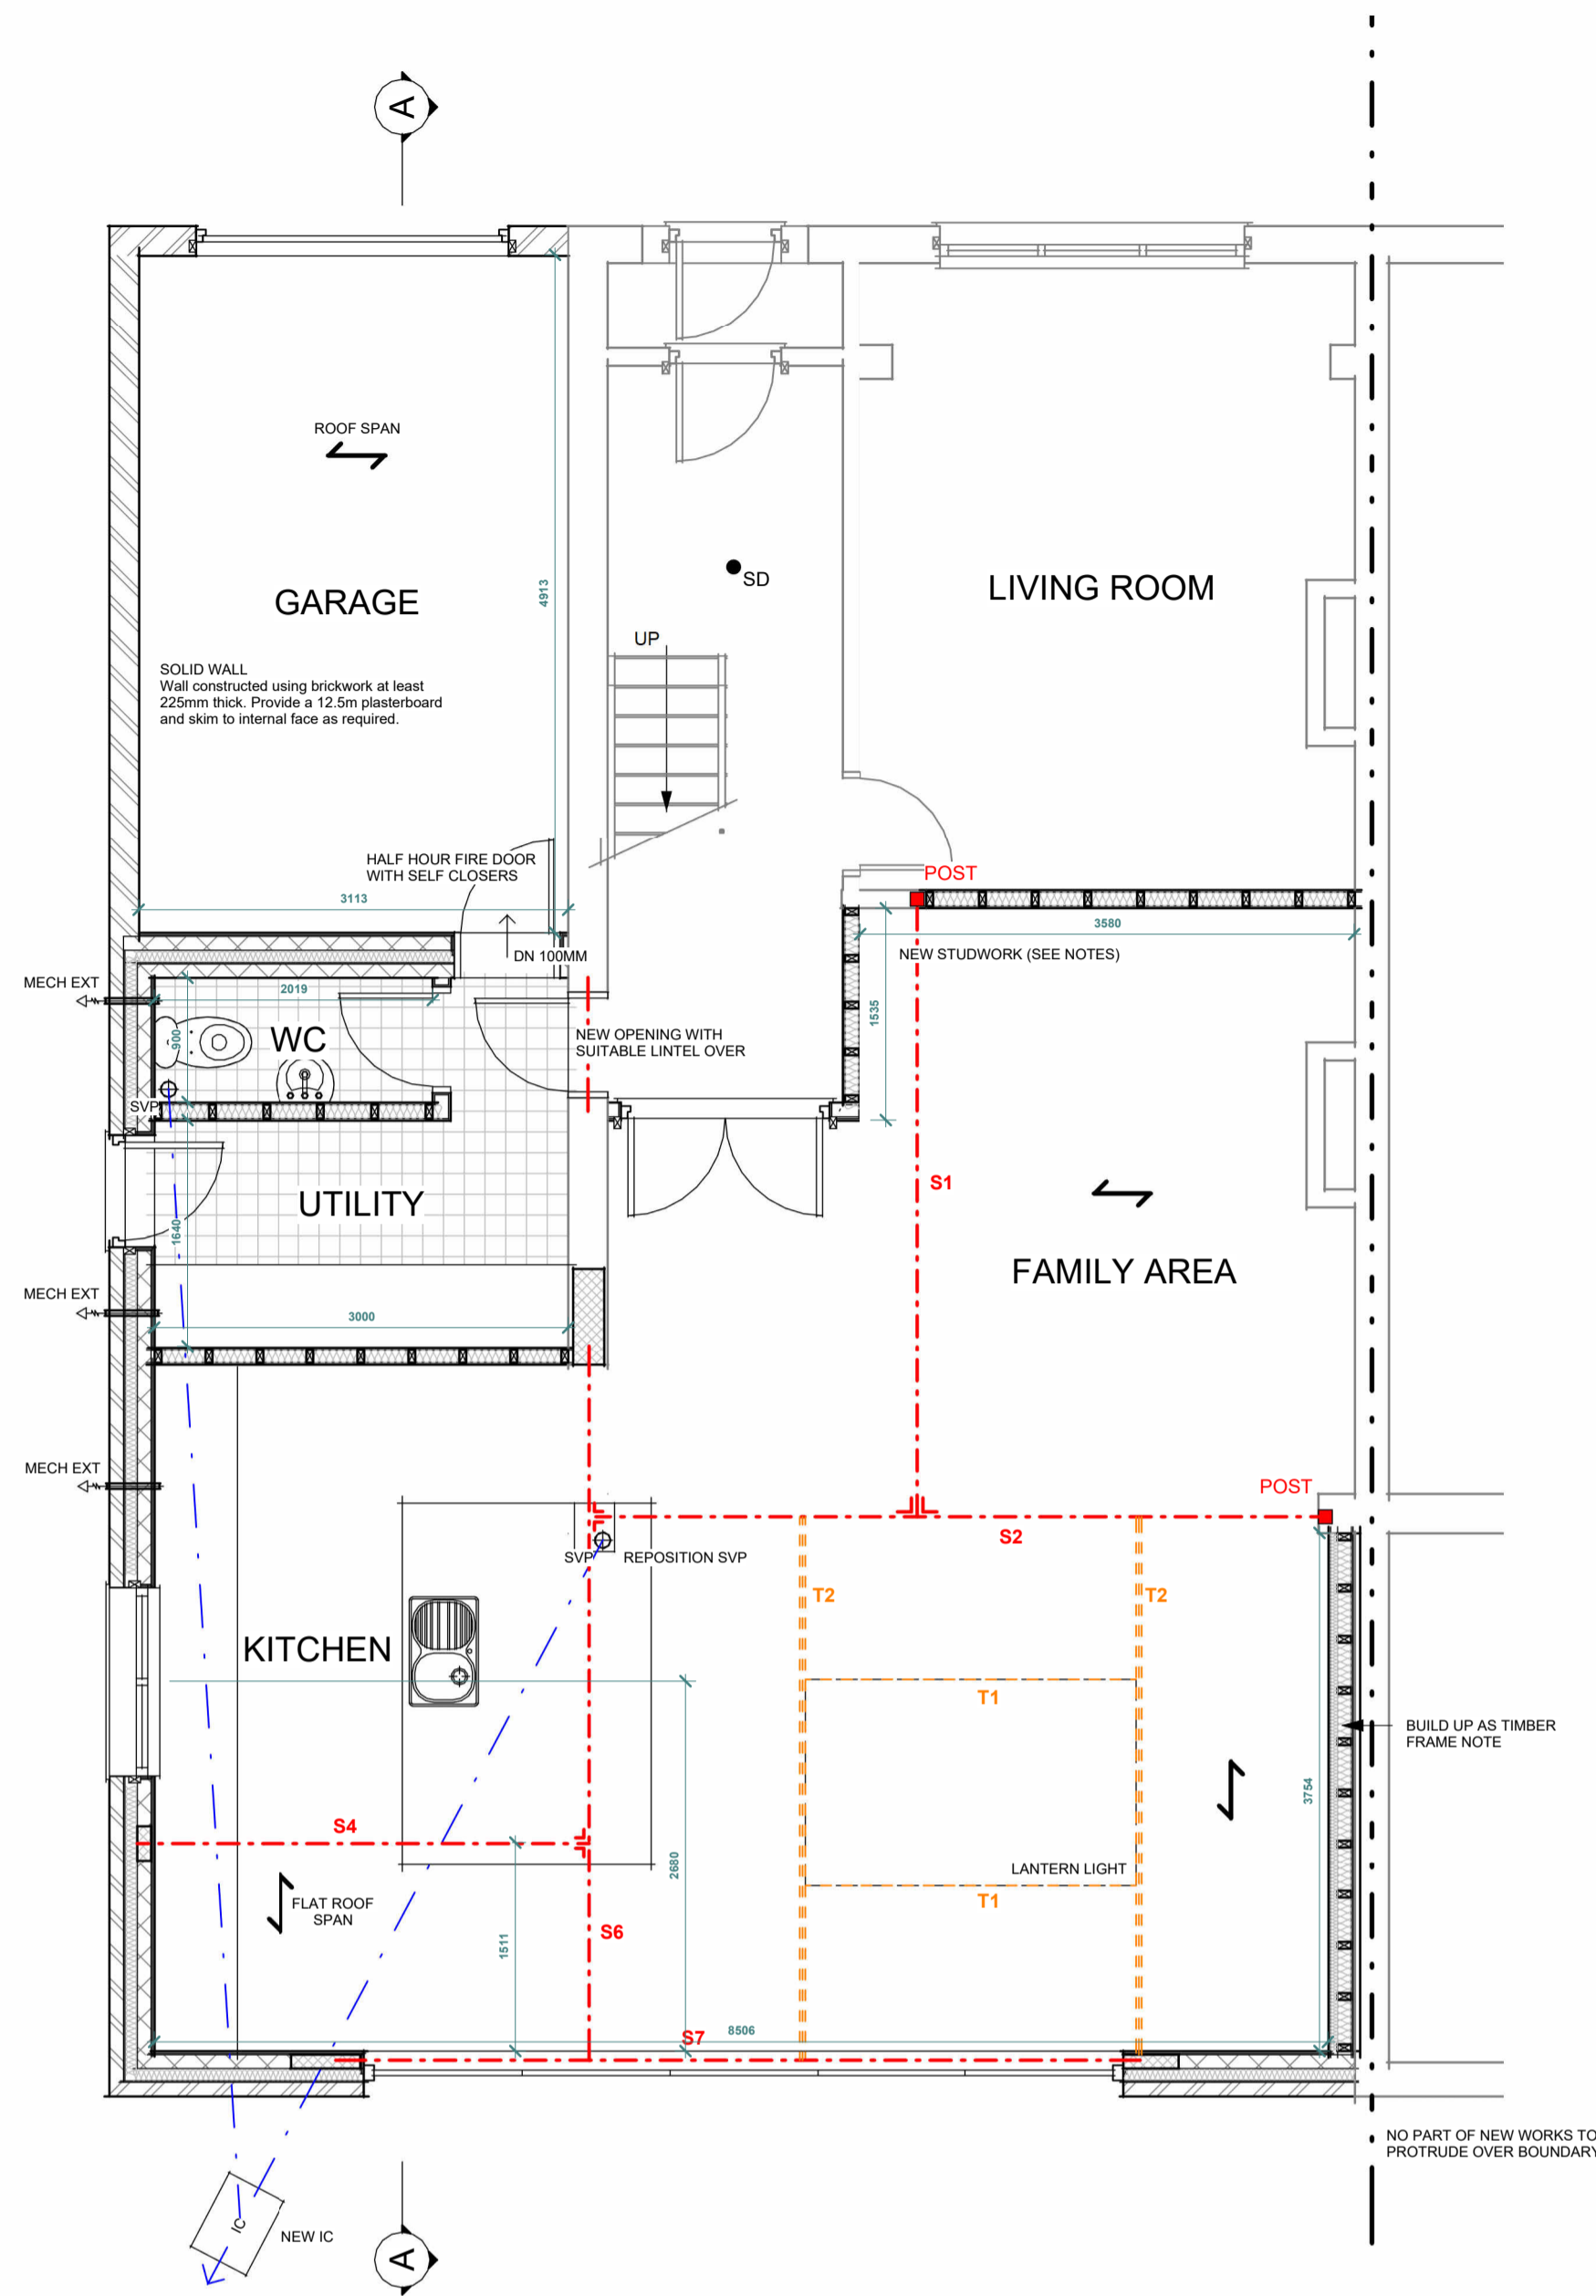 A
ROOF SPAN
GARAGE
4913
SD
LIVING ROOM
UP
SOLID WALL
Wall constructed using brickwork at least
225mm thick. Provide a 12.5m plasterboard
and skim to internal face as required.
HALF HOUR FIRE DOOR
WITH SELF CLOSERS
3113
POST
3580
DN 100MM
NEW STUDWORK (SEE NOTES)
MECH EXT
2019
900
WC
NEW OPENING WITH
SUITABLE LINTEL OVER
1535
SVP
S1
UTILITY
1640
FAMILY AREA
MECH EXT
3000
MECH EXT
POST
S2
SVP
REPOSITION SVP
T2
T2
KITCHEN
T1
BUILD UP AS TIMBER
FRAME NOTE
3754
S4
2680
LANTERN LIGHT
T1
FLAT ROOF
SPAN
1511
S6
S7
8506
NO PART OF NEW WORKS TO
PROTRUDE OVER BOUNDARY
IC
NEW IC
A